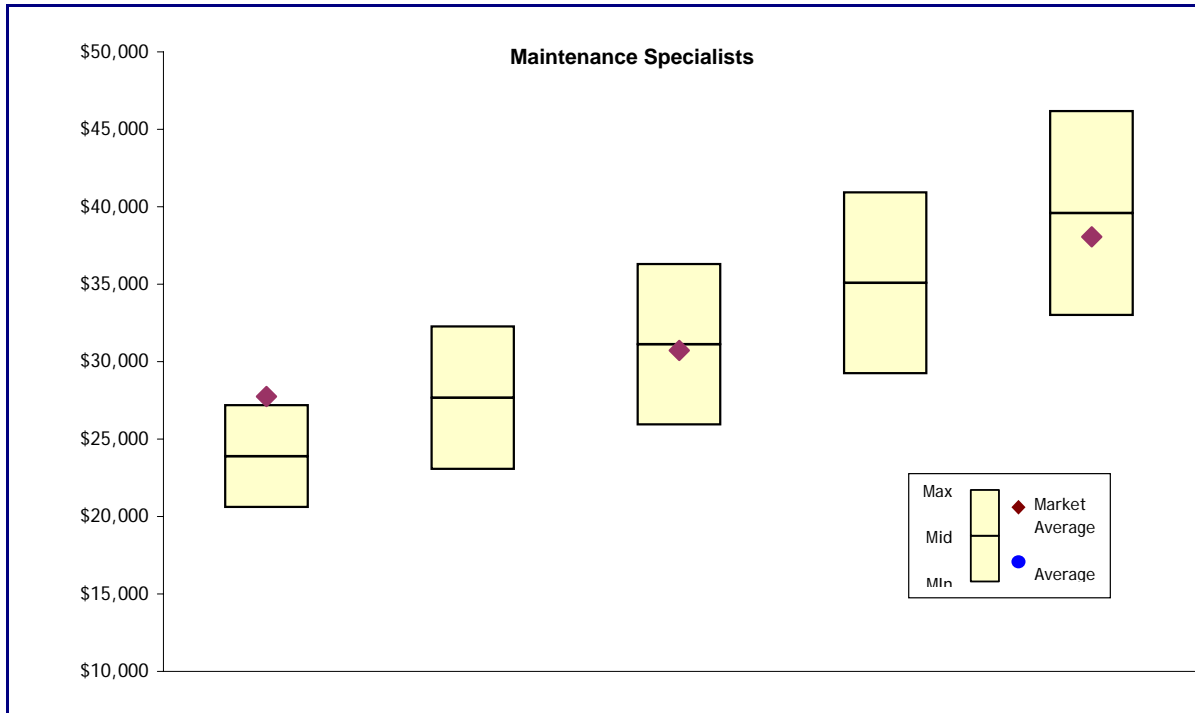 Maintenance Specialists
$50,000
$45,000
$40,000
$35,000
$30,000
$25,000
$20,000
$15,000
$10,000
Max
Mid
MIn
Market
Average
Average